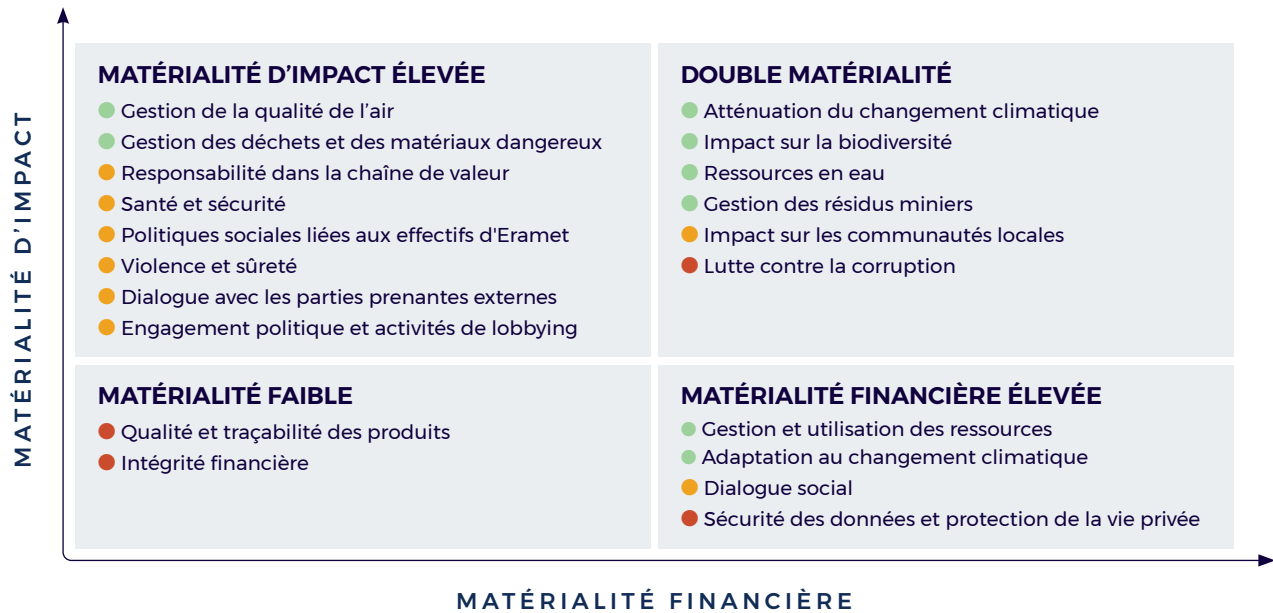 MATÉRIALITÉ D'IMPACT
MATÉRIALITÉ D’IMPACT ÉLEVÉE
Gestion de la qualité de l’air
Gestion des déchets et des matériaux dangereux
Responsabilité dans la chaîne de valeur
Santé et sécurité
Politiques sociales liées aux effectifs d'Eramet
Violence et sûreté
Dialogue avec les parties prenantes externes
Engagement politique et activités de lobbying
DOUBLE MATÉRIALITÉ
Atténuation du changement climatique
Impact sur la biodiversité
Ressources en eau
Gestion des résidus miniers
Impact sur les communautés locales
Lutte contre la corruption
MATÉRIALITÉ FAIBLE
Qualité et traçabilité des produits
Intégrité financière
MATÉRIALITÉ FINANCIÈRE ÉLEVÉE
Gestion et utilisation des ressources
Adaptation au changement climatique
Dialogue social
Sécurité des données et protection de la vie privée
MATÉRIALITÉ FINANCIÈRE